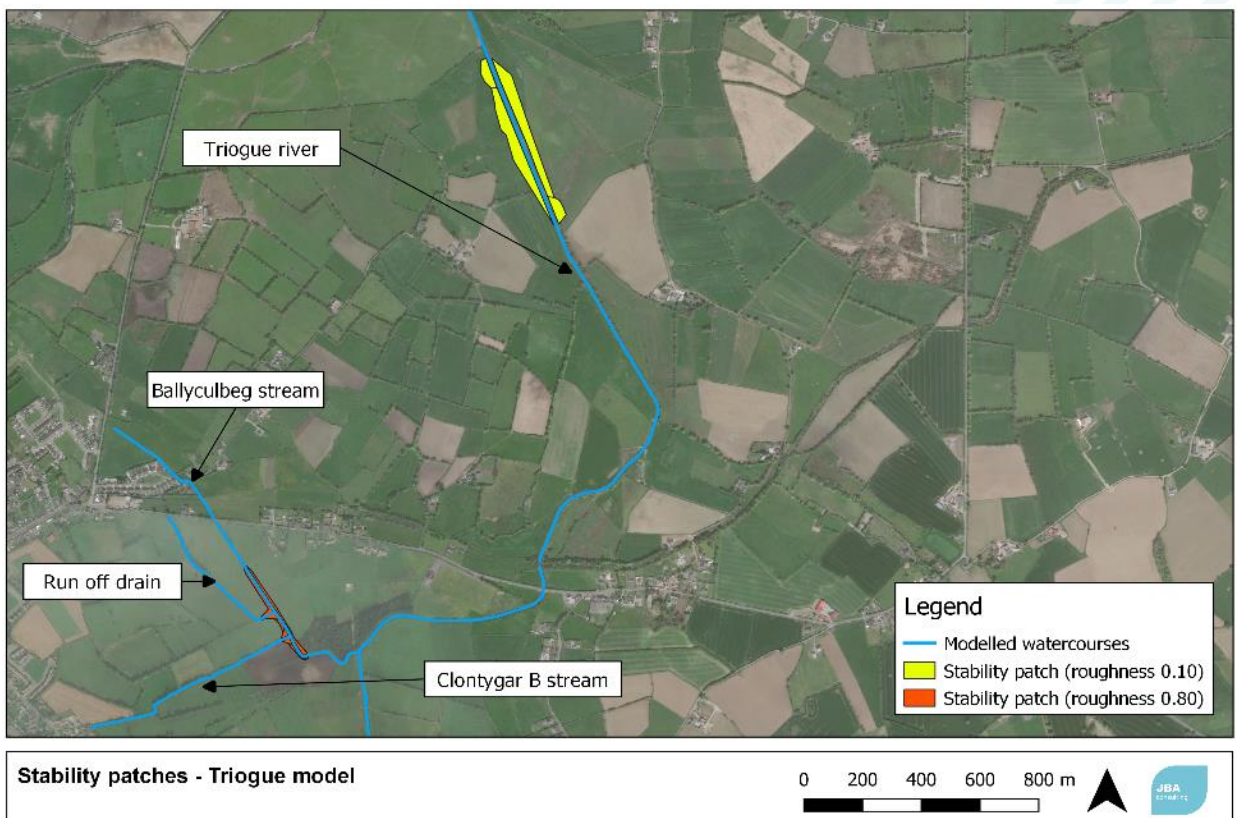 Triogue river
Ballyculbeg stream
Run off drain
Clontygar B stream
Legend
Modelled watercourses
Stability patch (roughness 0.10)
Stability patch (roughness 0.80)
Stability patches - Triogue model
0 200 400 600 800 m
JBA
consulting